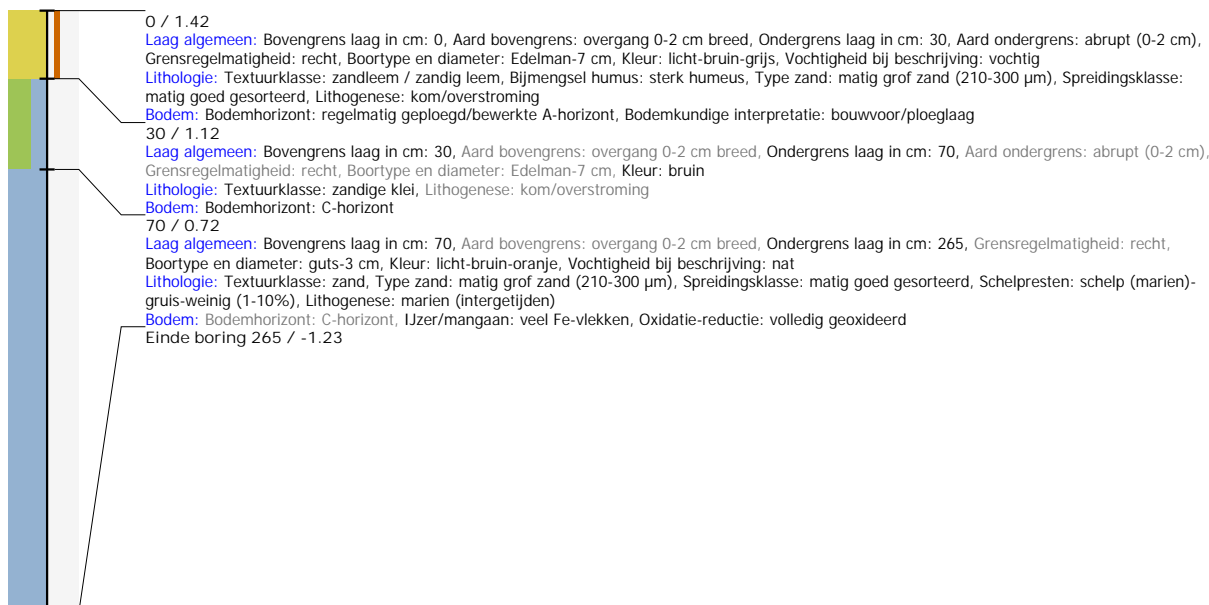 0 / 1.42
Laag algemeen: Bovengrens laag in cm: 0, Aard bovengrens: overgang 0-2 cm breed, Ondergrens laag in cm: 30, Aard ondergrens: abrupt (0-2 cm),
Grensregelmatigheid: recht, Boortype en diameter: Edelman-7 cm, Kleur: licht-bruin-grijs, Vochtigheid bij beschrijving: vochtig
Lithologie: Textuurklasse: zandleem / zandig leem, Bijmengsel humus: sterk humeus, Type zand: matig grof zand (210-300 µm), Spreidingsklasse:
matig goed gesorteerd, Lithogenese: kom/overstroming
Bodem: Bodemhorizont: regelmatig geploegd/bewerkte A-horizont, Bodemkundige interpretatie: bouwvoor/ploeglaag
30 / 1.12
Laag algemeen: Bovengrens laag in cm: 30, Aard bovengrens: overgang 0-2 cm breed, Ondergrens laag in cm: 70, Aard ondergrens: abrupt (0-2 cm),
Grensregelmatigheid: recht, Boortype en diameter: Edelman-7 cm, Kleur: bruin
Lithologie: Textuurklasse: zandige klei, Lithogenese: kom/overstroming
Bodem: Bodemhorizont: C-horizont
70 / 0.72
Laag algemeen: Bovengrens laag in cm: 70, Aard bovengrens: overgang 0-2 cm breed, Ondergrens laag in cm: 265, Grensregelmatigheid: recht,
Boortype en diameter: guts-3 cm, Kleur: licht-bruin-oranje, Vochtigheid bij beschrijving: nat
Lithologie: Textuurklasse: zand, Type zand: matig grof zand (210-300 µm), Spreidingsklasse: matig goed gesorteerd, Schelpresten: schelp (marien)-
gruis-weinig (1-10%), Lithogenese: marien (intergetijden)
Bodem: Bodemhorizont: C-horizont, IJzer/mangaan: veel Fe-vlekken, Oxidatie-reductie: volledig geoxideerd
Einde boring 265 / -1.23